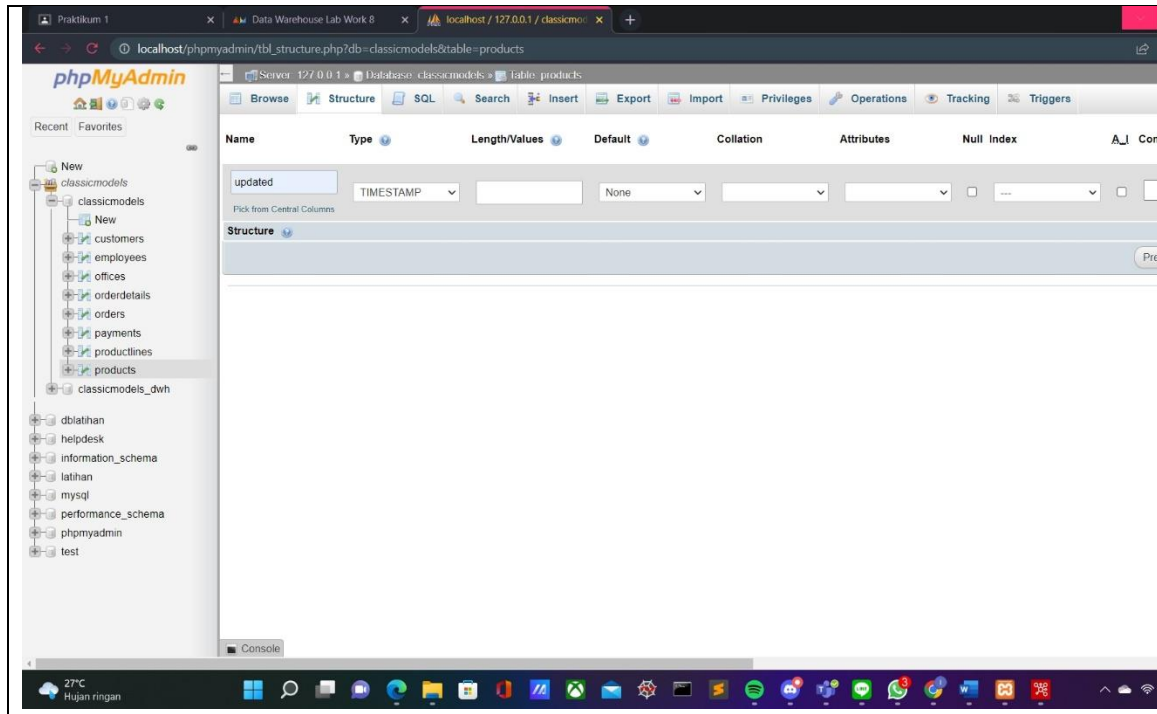 Praktikum 1
Data Warehouse Lab Work 8
localhost / 127.0.0.1 / classicmod
localhost/phpmyadmin/tbl_structure.php?db=classicmodels&table=products
phpMyAdmin
Recent Favorites
New
classicmodels
classicmodels
New
customers
employees
offices
orderdetails
orders
payments
productlines
products
classicmodels_dwh
dblatihan
helpdesk
information_schema
latihan
mysql
performance_schema
phpmyadmin
test
Server: 127.0.0.1 » Database: classicmodels » Table: products
Browse Structure SQL Search Insert Export Import Privileges Operations Tracking Triggers
Name Type Length/Values Default Collation Attributes Null Index A_I Com
updated TIMESTAMP None ---
Pick from Central Columns
Structure
Pre
Console
27°C
Hujan ringan